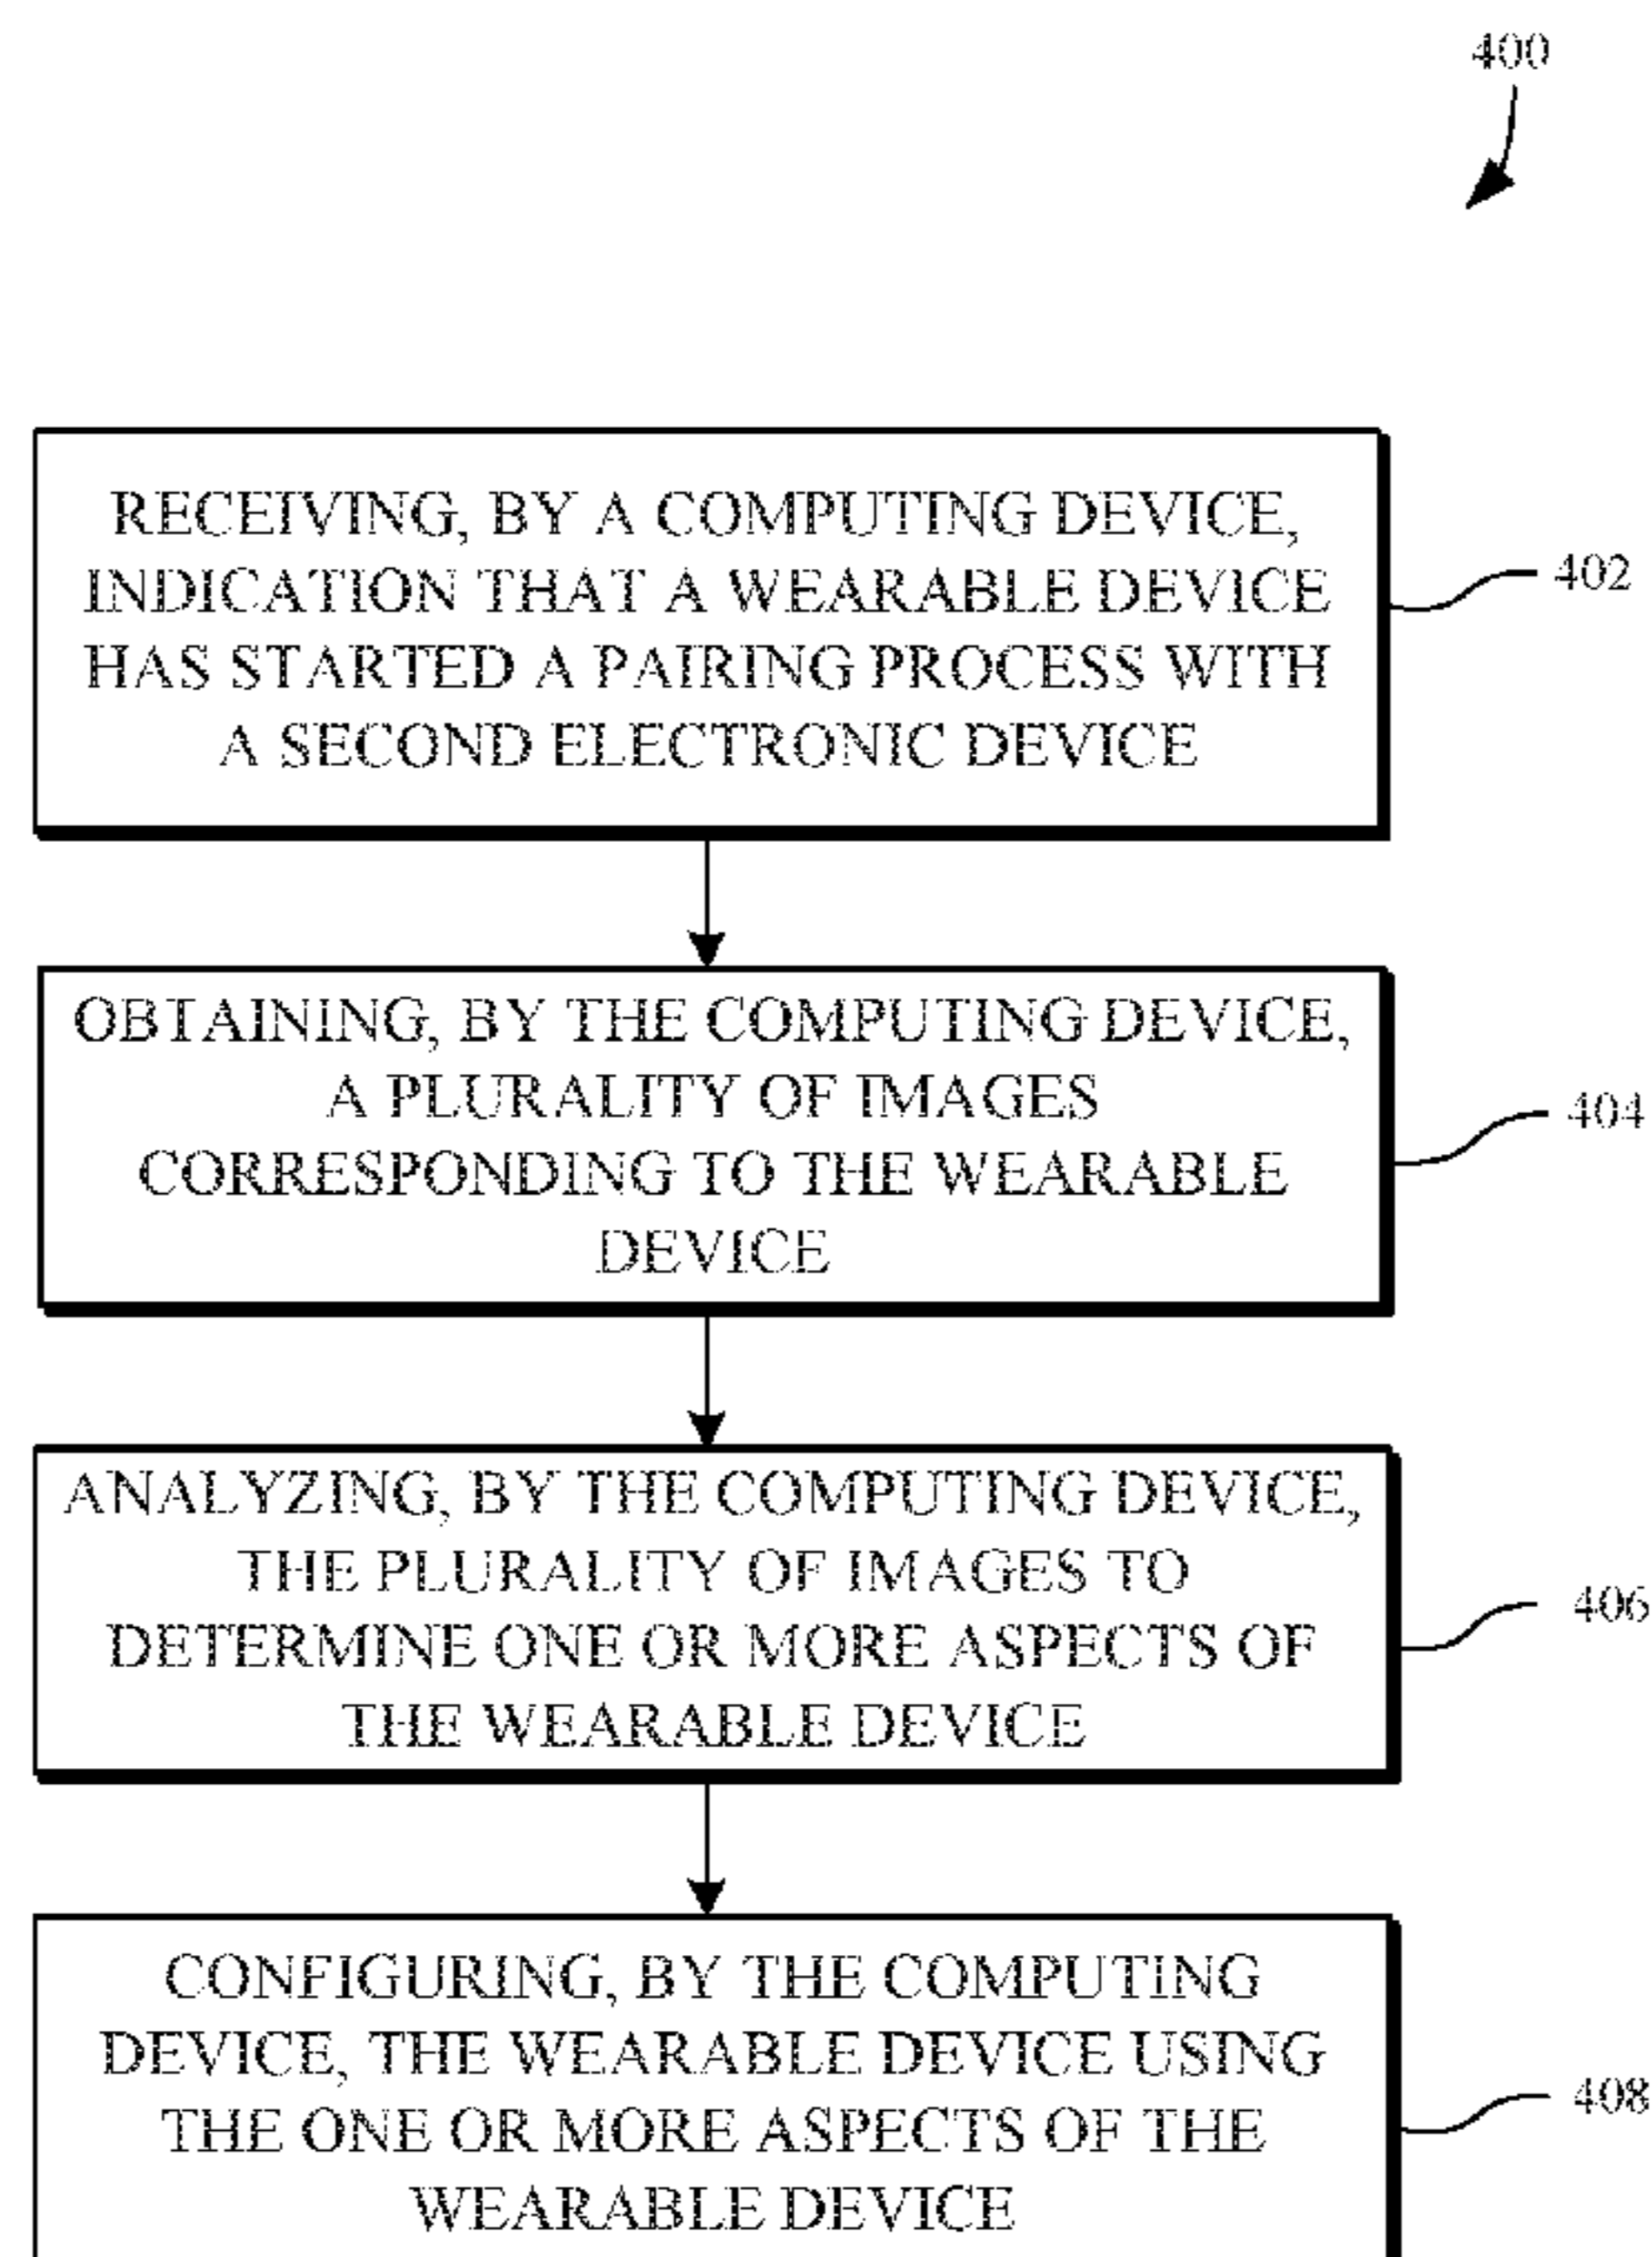 400
RECEIVING, BY A COMPUTING DEVICE,
INDICATION THAT A WEARABLE DEVICE
HAS STARTED A PAIRING PROCESS WITH
A SECOND ELECTRONIC DEVICE
402
OBTAINING, BY THE COMPUTING DEVICE,
A PLURALITY OF IMAGES
CORRESPONDING TO THE WEARABLE
DEVICE
404
ANALYZING, BY THE COMPUTING DEVICE,
THE PLURALITY OF IMAGES TO
DETERMINE ONE OR MORE ASPECTS OF
THE WEARABLE DEVICE
406
CONFIGURING, BY THE COMPUTING
DEVICE, THE WEARABLE DEVICE USING
THE ONE OR MORE ASPECTS OF THE
WEARABLE DEVICE
408